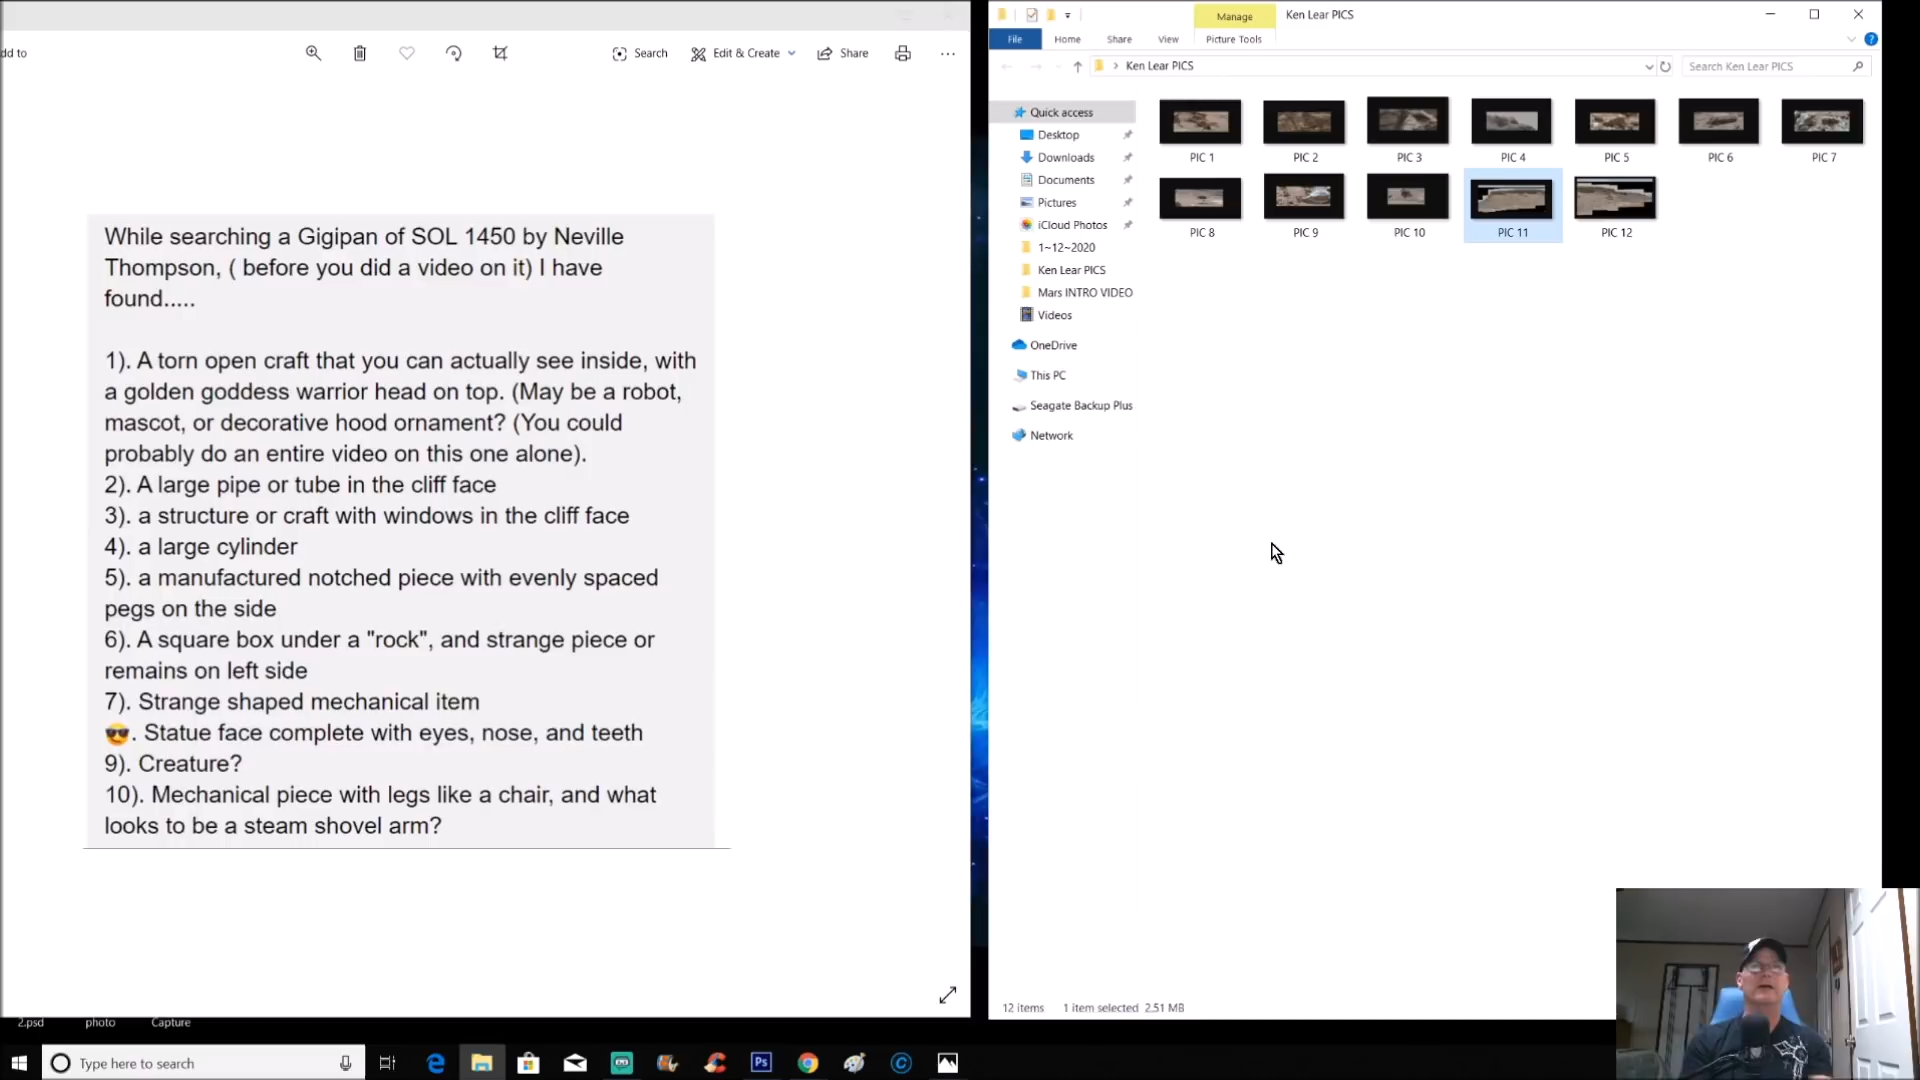 dd to
Search
Edit & Create
Share
While searching a Gigipan of SOL 1450 by Neville
Thompson, ( before you did a video on it) I have
found.....
1). A torn open craft that you can actually see inside, with
a golden goddess warrior head on top. (May be a robot,
mascot, or decorative hood ornament? (You could
probably do an entire video on this one alone).
2). A large pipe or tube in the cliff face
3). a structure or craft with windows in the cliff face
4). a large cylinder
5). a manufactured notched piece with evenly spaced
pegs on the side
6). A square box under a "rock", and strange piece or
remains on left side
7). Strange shaped mechanical item
😎. Statue face complete with eyes, nose, and teeth
9). Creature?
10). Mechanical piece with legs like a chair, and what
looks to be a steam shovel arm?
Manage
Ken Lear PICS
File
Home
Share
View
Picture Tools
Ken Lear PICS
Search Ken Lear PICS
Quick access
Desktop
Downloads
Documents
Pictures
iCloud Photos
1~12~2020
Ken Lear PICS
Mars INTRO VIDEO
Videos
OneDrive
This PC
Seagate Backup Plus
Network
PIC 1
PIC 2
PIC 3
PIC 4
PIC 5
PIC 6
PIC 7
PIC 8
PIC 9
PIC 10
PIC 11
PIC 12
12 items
1 item selected 2.51 MB
2.psd
photo
Capture
Type here to search
Ps